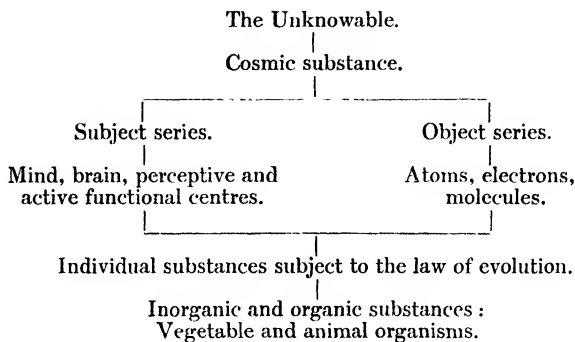 The Unknowable.
Cosmic substance.
Subject series.
Object series.
Mind, brain, perceptive and
active functional centres.
Atoms, electrons,
molecules.
Individual substances subject to the law of evolution.
Inorganic and organic substances :
Vegetable and animal organisms.